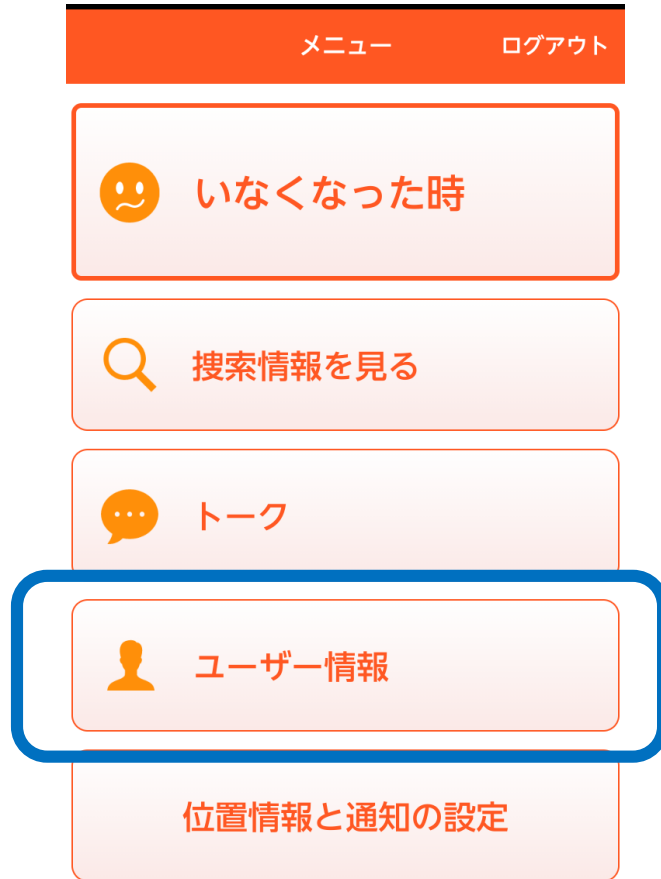 メニュー ログアウト
いなくなった時
捜索情報を見る
トーク
ユーザー情報
位置情報と通知の設定